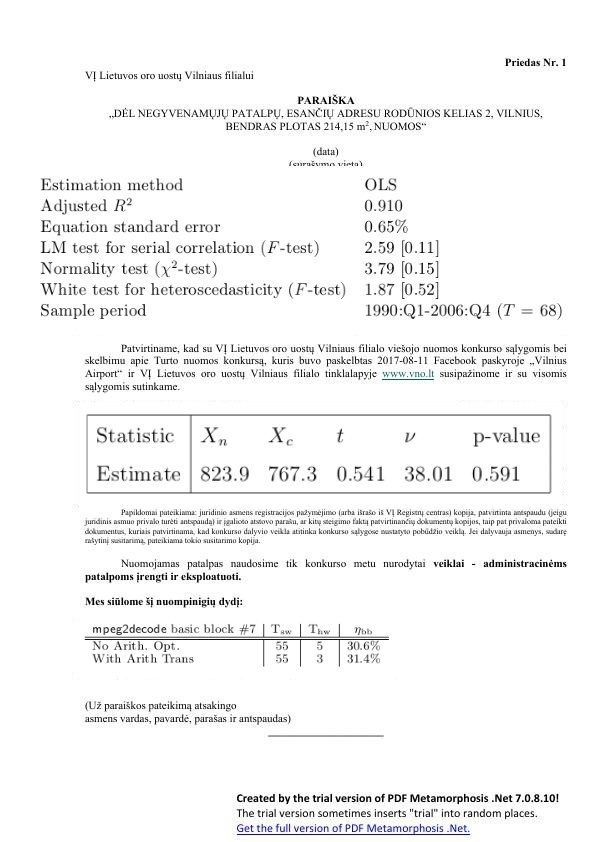 Priedas Nr. 1
VĮ Lietuvos oro uostų Vilniaus filialui
PARAIŠKA
„DĖL NEGYVENAMŲJŲ PATALPŲ, ESANČIŲ ADRESU RODŪNIOS KELIAS 2, VILNIUS,
BENDRAS PLOTAS 214,15 m², NUOMOS“
(data)
(surašymo vieta)
Estimation method OLS
Adjusted R² 0.910
Equation standard error 0.65%
LM test for serial correlation (F-test) 2.59 [0.11]
Normality test (χ²-test) 3.79 [0.15]
White test for heteroscedasticity (F-test) 1.87 [0.52]
Sample period 1990:Q1-2006:Q4 (T = 68)
Patvirtiname, kad su VĮ Lietuvos oro uostų Vilniaus filialo viešojo nuomos konkurso sąlygomis bei
skelbimu apie Turto nuomos konkursą, kuris buvo paskelbtas 2017-08-11 Facebook paskyroje „Vilnius
Airport“ ir VĮ Lietuvos oro uostų Vilniaus filialo tinklalapyje www.vno.lt susipažinome ir su visomis
sąlygomis sutinkame.
Statistic Xₙ X_c t ν p-value
Estimate 823.9 767.3 0.541 38.01 0.591
Papildomai pateikiama: juridinio asmens registracijos pažymėjimo (arba išrašo iš VĮ Registrų centras) kopija, patvirtinta antspaudu (jeigu
juridinis asmuo privalo turėti antspaudą) ir įgalioto atstovo parašu, ar kitų steigimo faktą patvirtinančių dokumentų kopijos, taip pat privaloma pateikti
dokumentus, kuriais patvirtinama, kad konkurso dalyvio veikla atitinka konkurso sąlygose nustatyto pobūdžio veiklą. Jei dalyvauja asmenys, sudarę
rašytinį susitarimą, pateikiama tokio susitarimo kopija.
Nuomojamas patalpas naudosime tik konkurso metu nurodytai veiklai - administracinėms
patalpoms įrengti ir eksploatuoti.
Mes siūlome šį nuompinigių dydį:
mpeg2decode basic block #7 T_sw T_hw η_bb
No Arith. Opt. 55 5 30.6%
With Arith Trans 55 3 31.4%
(Už paraiškos pateikimą atsakingo
asmens vardas, pavardė, parašas ir antspaudas)
Created by the trial version of PDF Metamorphosis .Net 7.0.8.10!
The trial version sometimes inserts "trial" into random places.
Get the full version of PDF Metamorphosis .Net.